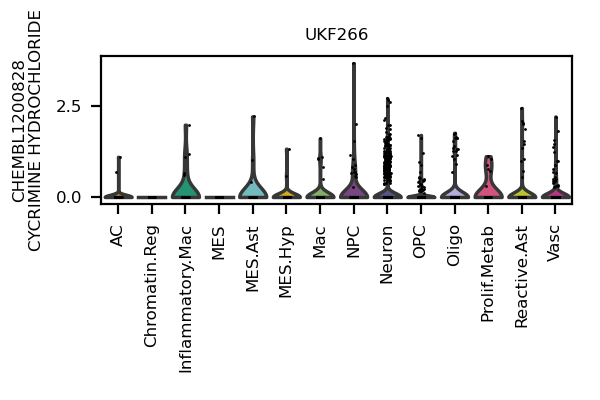 UKF266
CHEMBL1200828
CYCRIMINE HYDROCHLORIDE
2.5
0.0
AC
Chromatin.Reg
Inflammatory.Mac
MES
MES.Ast
MES.Hyp
Mac
NPC
Neuron
OPC
Oligo
Prolif.Metab
Reactive.Ast
Vasc